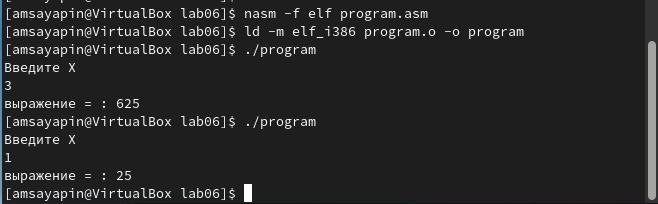 [amsayapin@VirtualBox lab06]$ nasm -f elf program.asm
[amsayapin@VirtualBox lab06]$ ld -m elf_i386 program.o -o program
[amsayapin@VirtualBox lab06]$ ./program
Введите X
3
выражение = : 625
[amsayapin@VirtualBox lab06]$ ./program
Введите X
1
выражение = : 25
[amsayapin@VirtualBox lab06]$